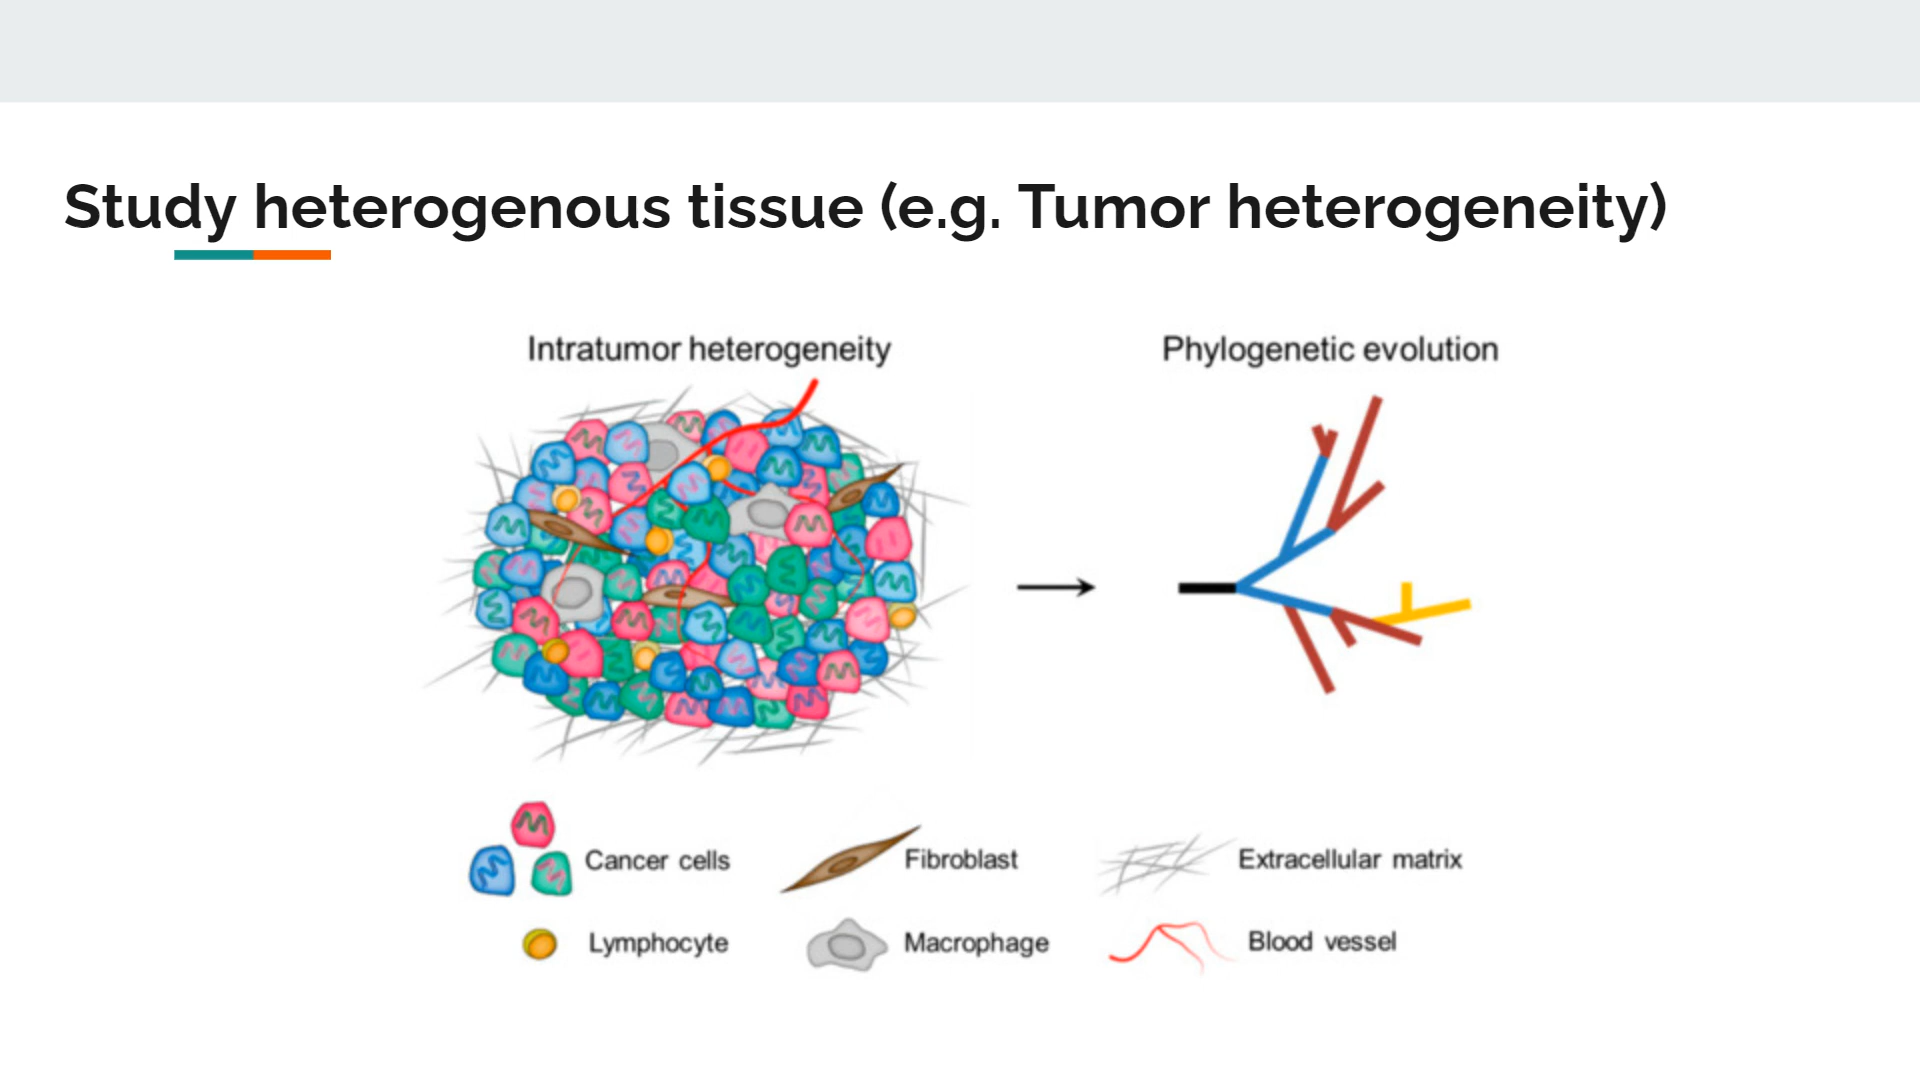 Study heterogenous tissue (e.g. Tumor heterogeneity)
Intratumor heterogeneity
Phylogenetic evolution
Cancer cells
Fibroblast
Extracellular matrix
Lymphocyte
Macrophage
Blood vessel